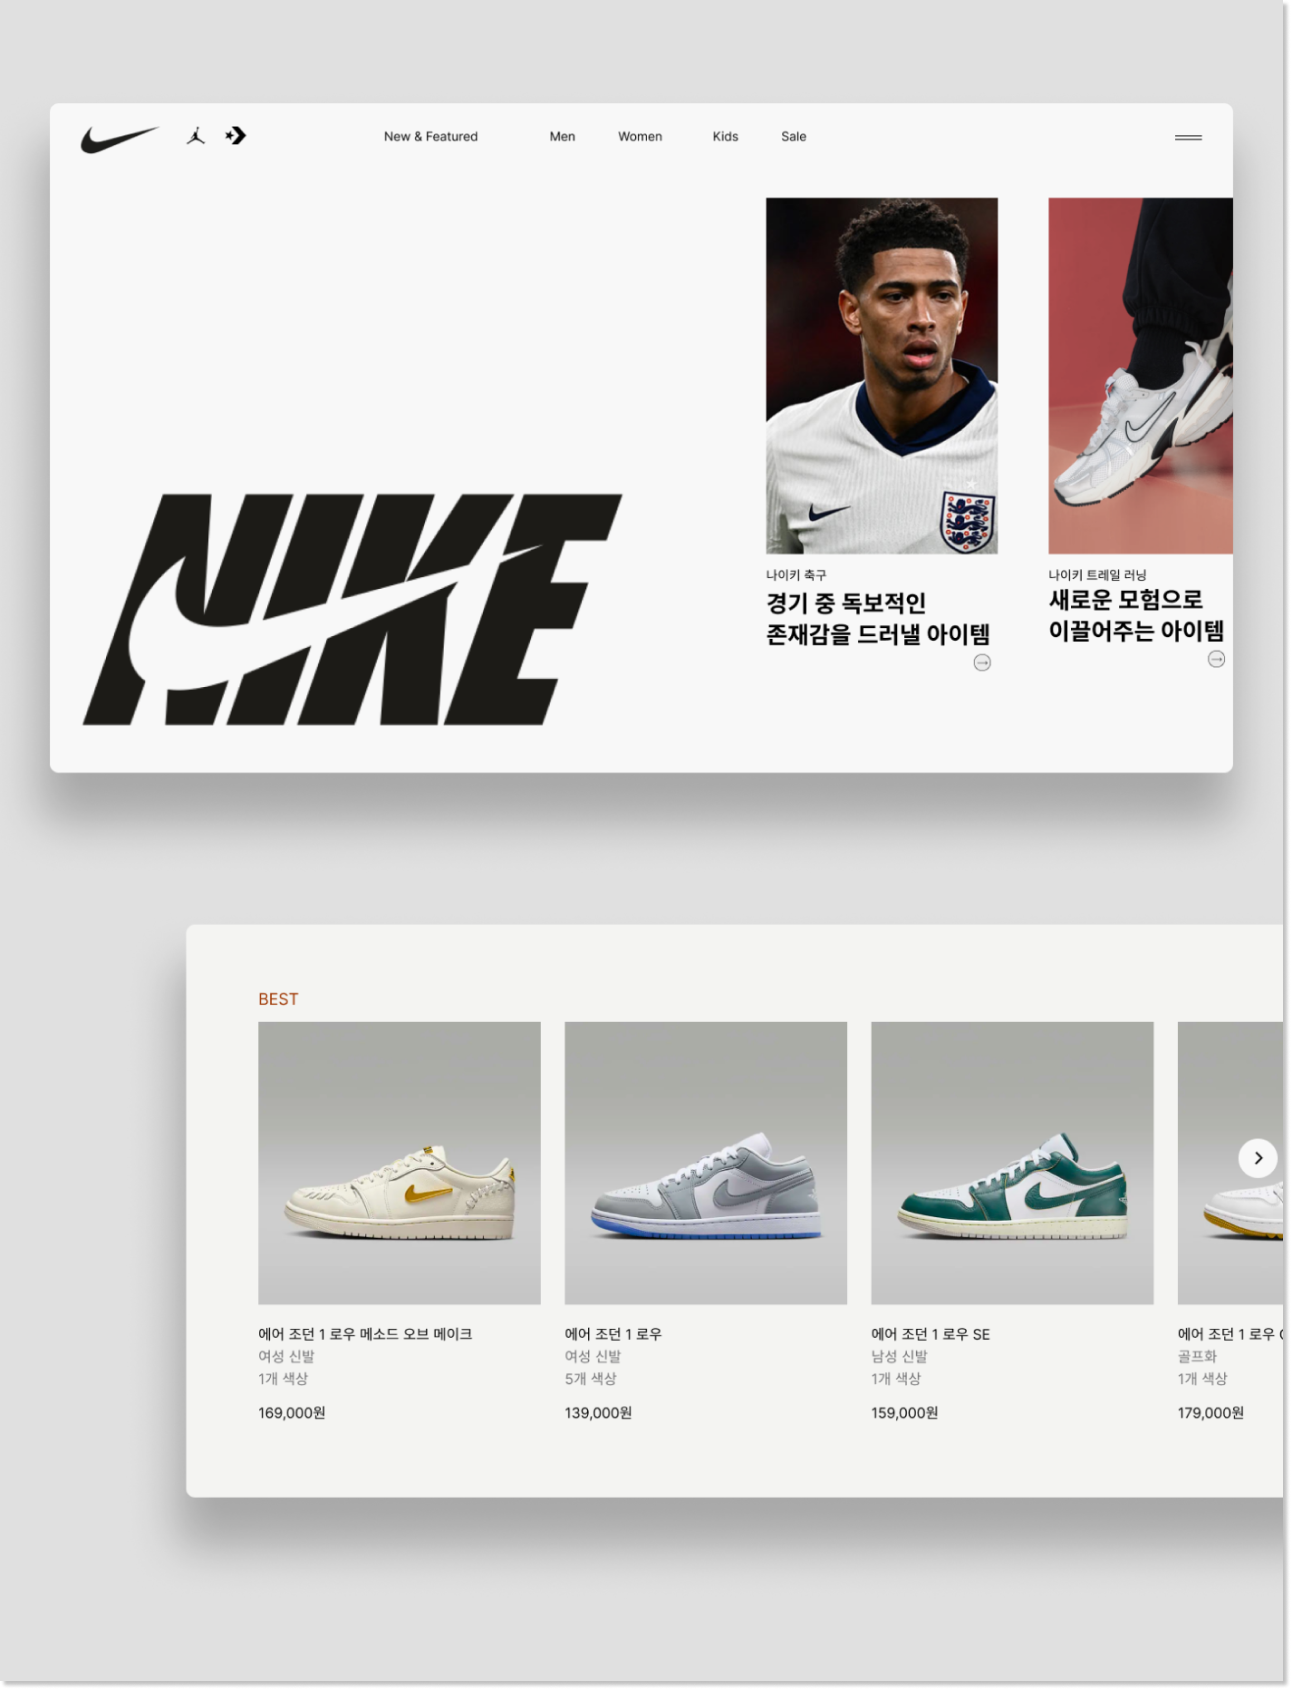 New & Featured
Men
Women
Kids
Sale
NIKE
나이키 축구
경기 중 독보적인
존재감을 드러낼 아이템
나이키 트레일 러닝
새로운 모험으로
이끌어주는 아이템
BEST
에어 조던 1 로우 메소드 오브 메이크
여성 신발
1개 색상
169,000원
에어 조던 1 로우
여성 신발
5개 색상
139,000원
에어 조던 1 로우 SE
남성 신발
1개 색상
159,000원
에어 조던 1 로우
골프화
1개 색상
179,000원